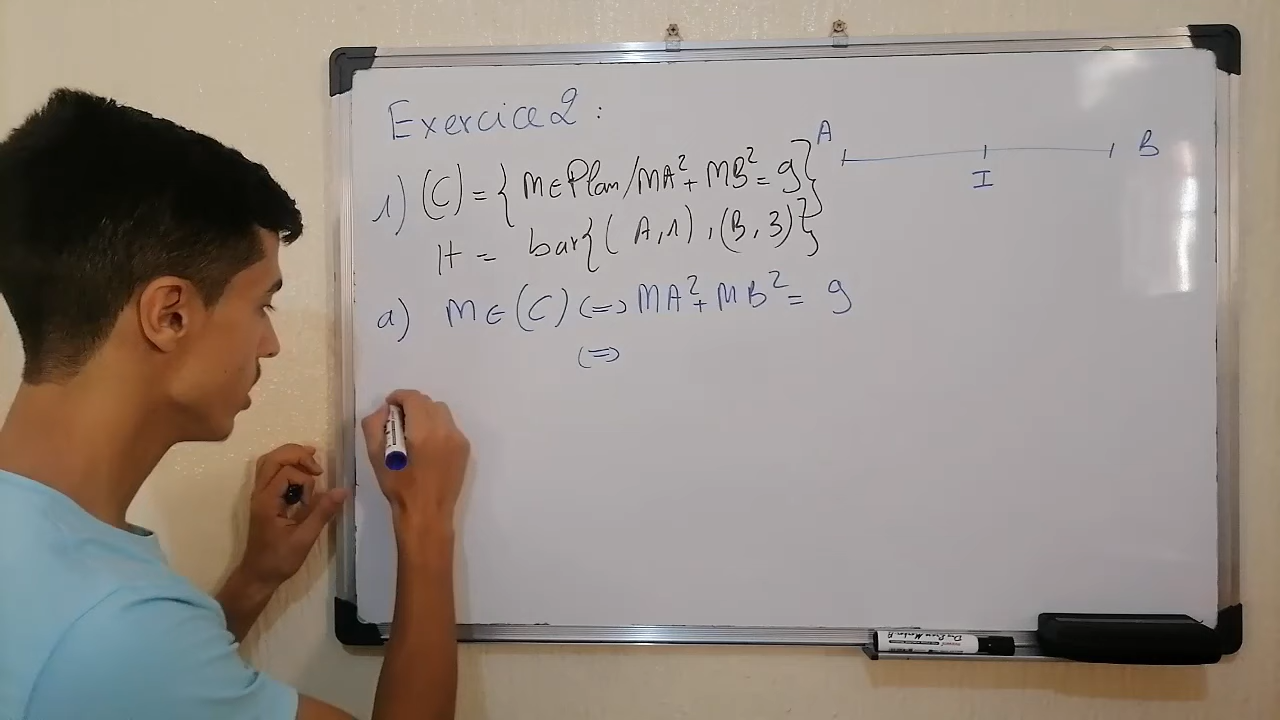 Exercice 2 :
1) (C) = { M ∈ Plan / MA² + MB² = 9 }
H = bar{ ( A, 1 ) , ( B, 3 ) }
A I B
a) M ∈ (C) ⟺ MA² + MB² = 9
⟺